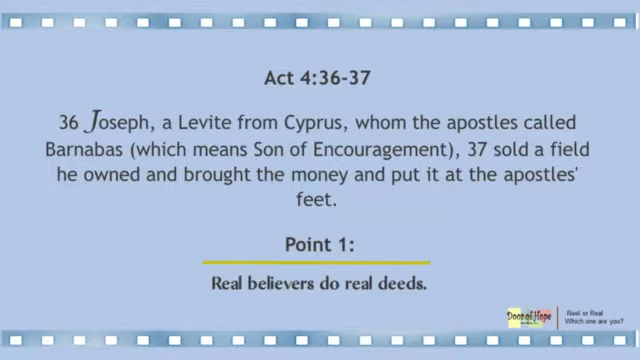 Act 4:36-37
36 Joseph, a Levite from Cyprus, whom the apostles called
Barnabas (which means Son of Encouragement), 37 sold a field
he owned and brought the money and put it at the apostles'
feet.
Point 1:
Real believers do real deeds.
Door of Hope
Reel or Real
Which one are you?